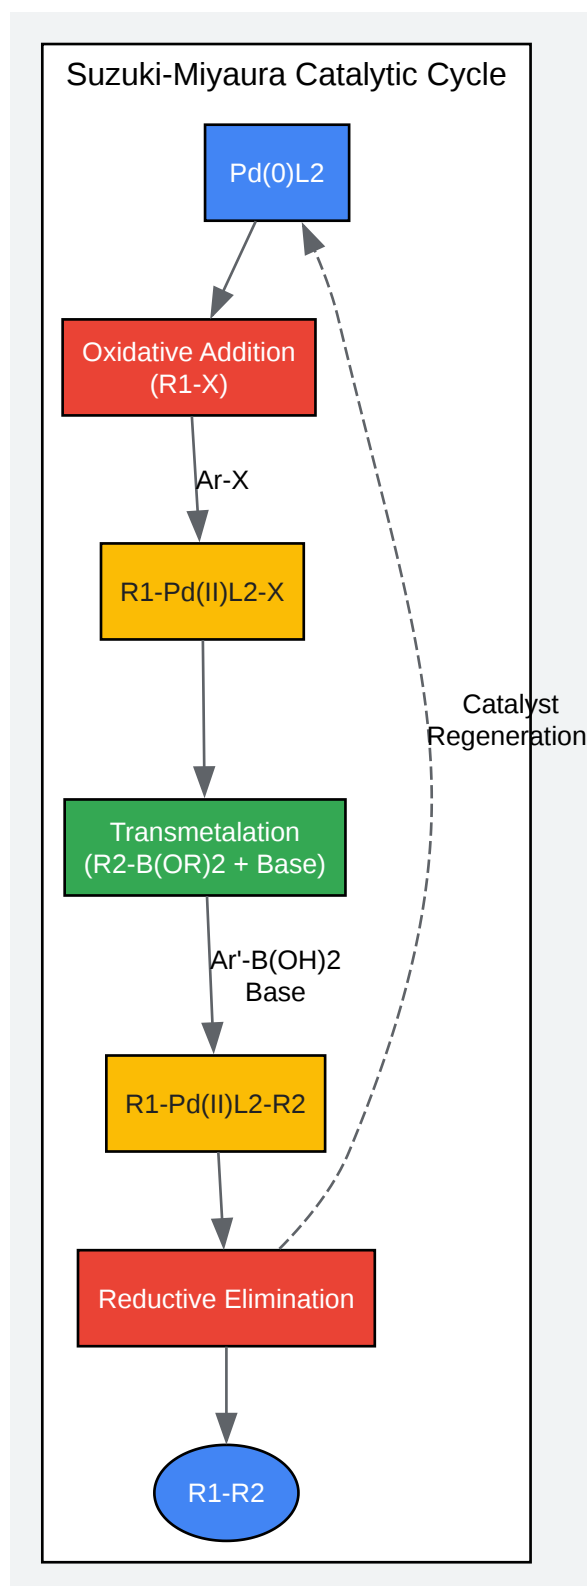 Suzuki-Miyaura Catalytic Cycle
Pd(0)L2
Oxidative Addition
(R1-X)
Ar-X
R1-Pd(II)L2-X
Catalyst
Regeneration
Transmetalation
(R2-B(OR)2 + Base)
Ar'-B(OH)2
Base
R1-Pd(II)L2-R2
Reductive Elimination
R1-R2